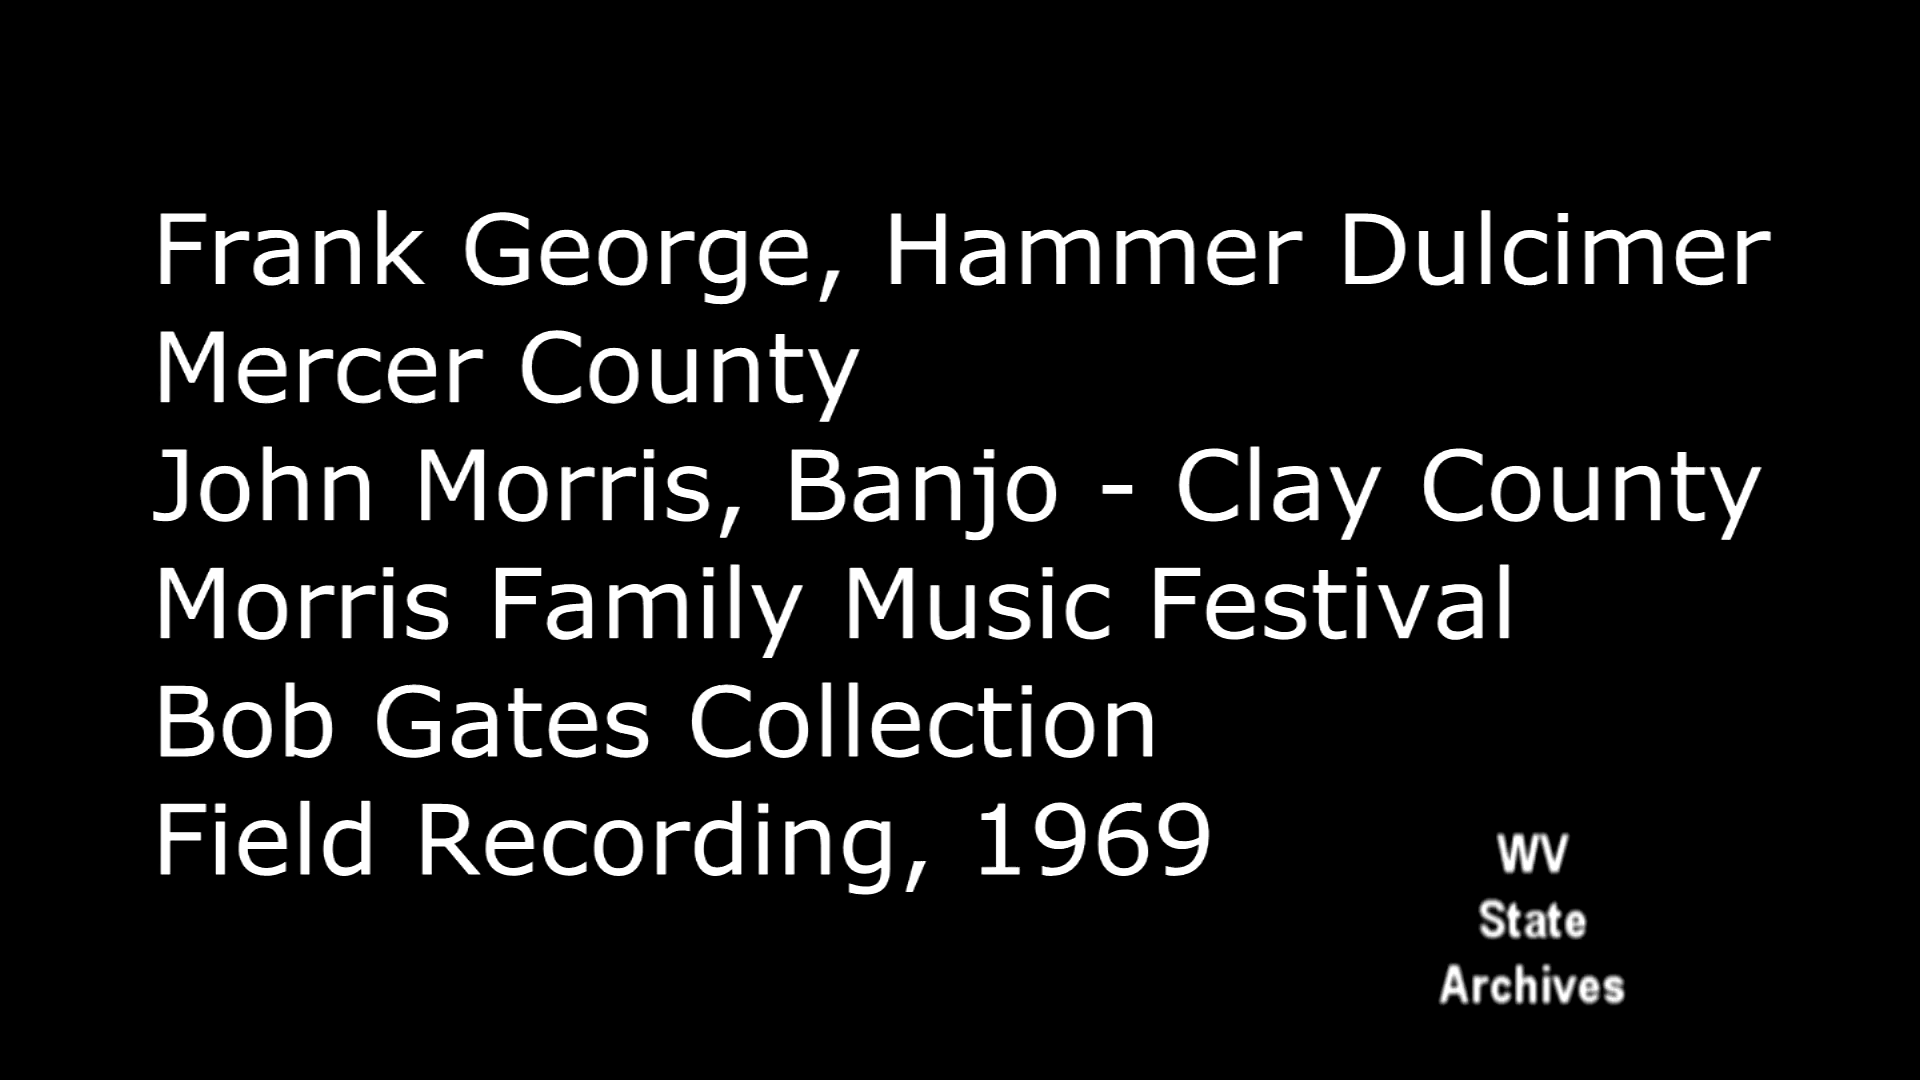 Frank George, Hammer Dulcimer
Mercer County
John Morris, Banjo - Clay County
Morris Family Music Festival
Bob Gates Collection
Field Recording, 1969
WV
State
Archives